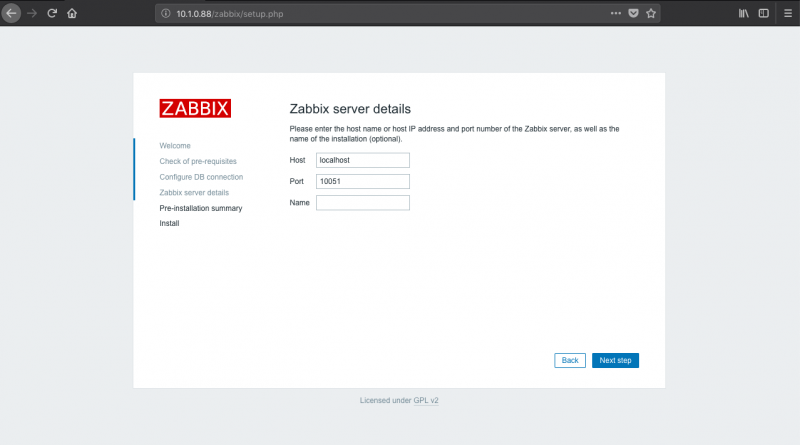 10.1.0.88/zabbix/setup.php
ZABBIX
Welcome
Check of pre-requisites
Configure DB connection
Zabbix server details
Pre-installation summary
Install
Zabbix server details
Please enter the host name or host IP address and port number of the Zabbix server, as well as the
name of the installation (optional).
Host localhost
Port 10051
Name
Back Next step
Licensed under GPL v2